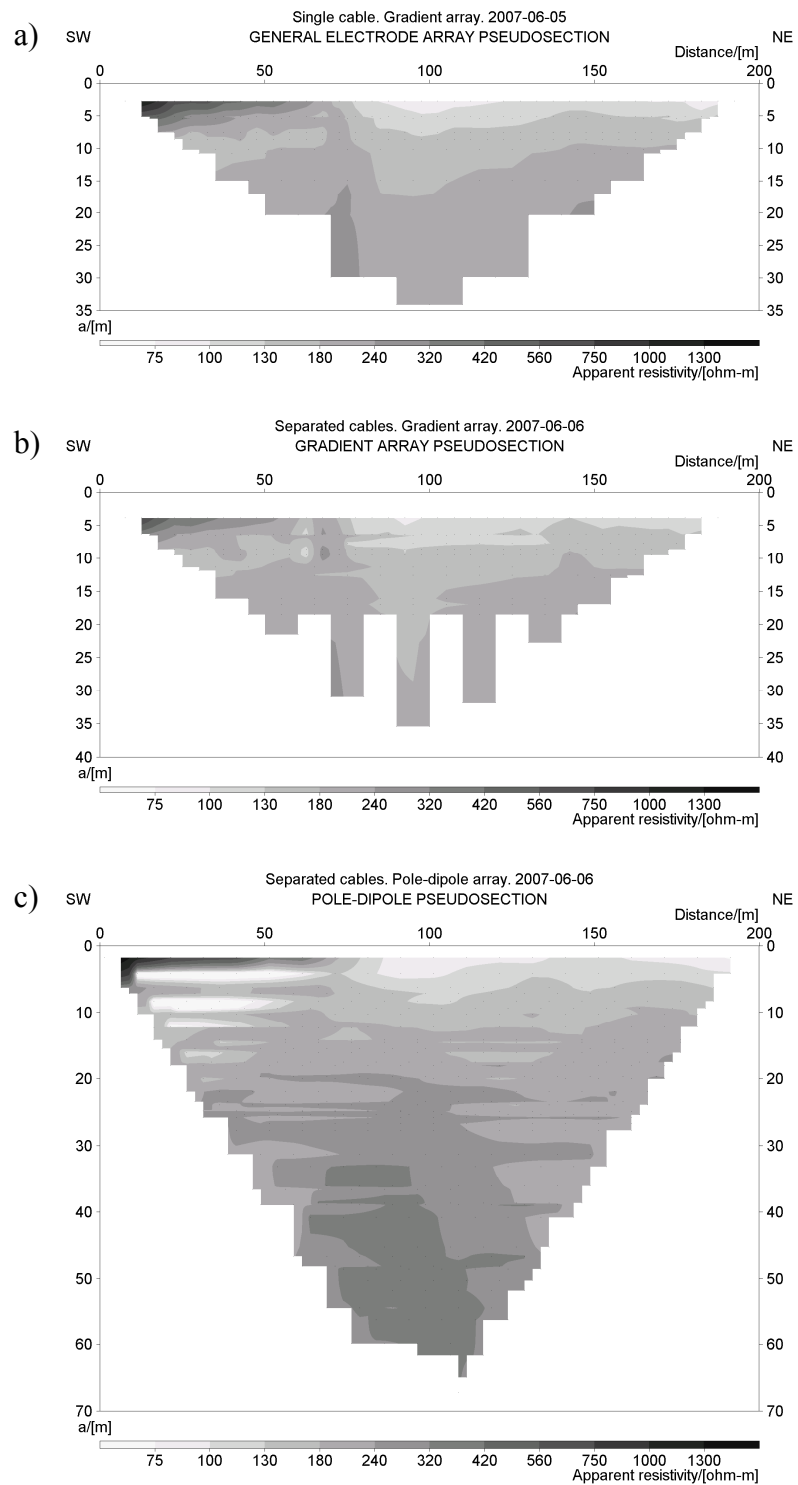 a)
Single cable. Gradient array. 2007-06-05
SW GENERAL ELECTRODE ARRAY PSEUDOSECTION NE
Distance/[m]
0 50 100 150 200
0 0
5 5
10 10
15 15
20 20
25 25
30 30
35 35
a/[m]
75 100 130 180 240 320 420 560 750 1000 1300
Apparent resistivity/[ohm-m]
b)
Separated cables. Gradient array. 2007-06-06
SW GRADIENT ARRAY PSEUDOSECTION NE
Distance/[m]
0 50 100 150 200
0 0
5 5
10 10
15 15
20 20
25 25
30 30
35 35
40 40
a/[m]
75 100 130 180 240 320 420 560 750 1000 1300
Apparent resistivity/[ohm-m]
c)
Separated cables. Pole-dipole array. 2007-06-06
SW POLE-DIPOLE PSEUDOSECTION NE
Distance/[m]
0 50 100 150 200
0 0
10 10
20 20
30 30
40 40
50 50
60 60
70 70
a/[m]
75 100 130 180 240 320 420 560 750 1000 1300
Apparent resistivity/[ohm-m]